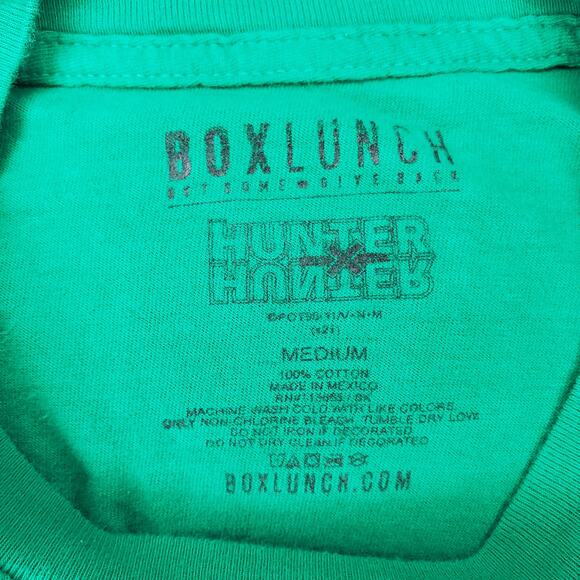 BOXLUNCH
GET SOME GIVE BACK
HUNTER
HUNTER
MEDIUM
100% COTTON
MADE IN MEXICO
MACHINE WASH COLD WITH LIKE COLORS
ONLY NON-CHLORINE BLEACH, TUMBLE DRY LOW
DO NOT IRON IF DECORATED
DO NOT DRY CLEAN IF DECORATED
BOXLUNCH.COM